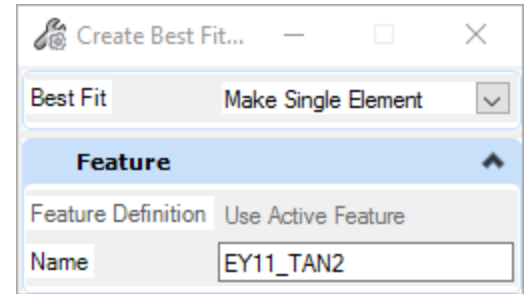 Create Best Fit...
Best Fit Make Single Element
Feature
Feature Definition Use Active Feature
Name EY11_TAN2